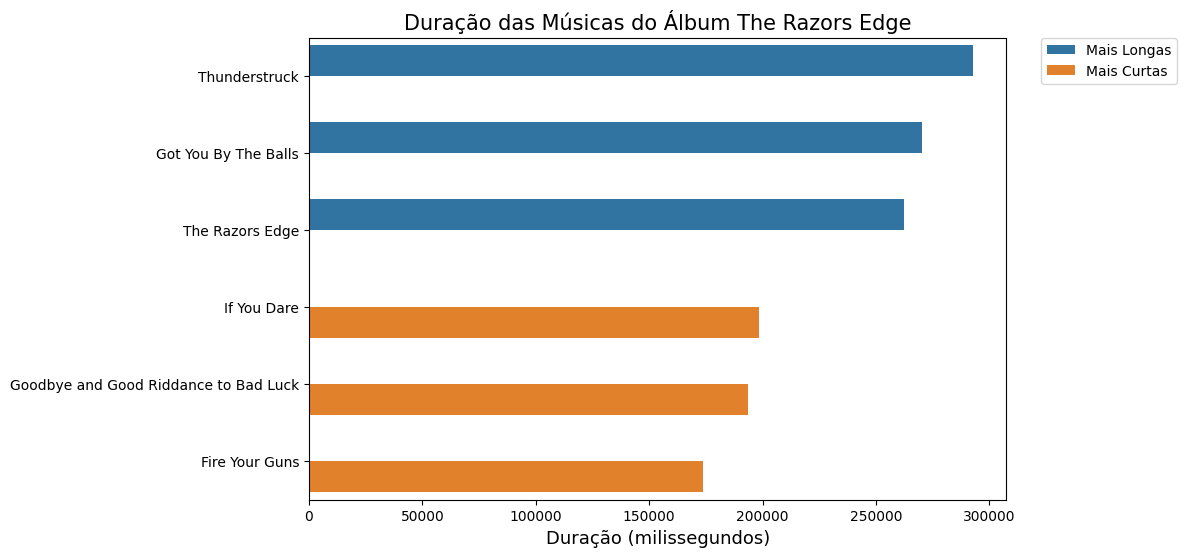 Duração das Músicas do Álbum The Razors Edge
Mais Longas
Mais Curtas
Thunderstruck
Got You By The Balls
The Razors Edge
If You Dare
Goodbye and Good Riddance to Bad Luck
Fire Your Guns
0 50000 100000 150000 200000 250000 300000
Duração (milissegundos)